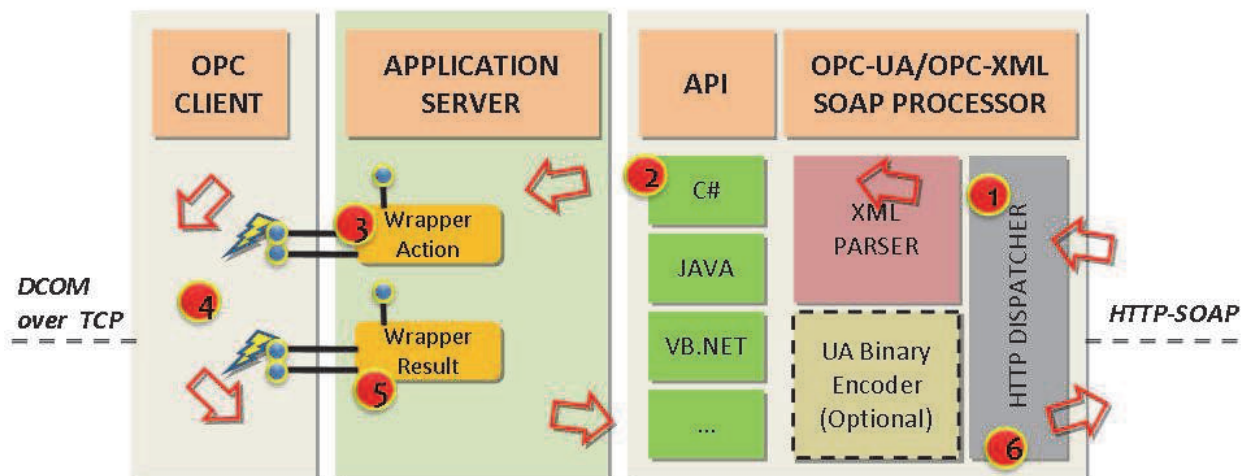 OPC
CLIENT
APPLICATION
SERVER
API
OPC-UA/OPC-XML
SOAP PROCESSOR
1
2
C#
XML
PARSER
HTTP DISPATCHER
3
Wrapper
Action
JAVA
DCOM
over TCP
4
HTTP-SOAP
Wrapper
Result
VB.NET
UA Binary
Encoder
(Optional)
5
...
6